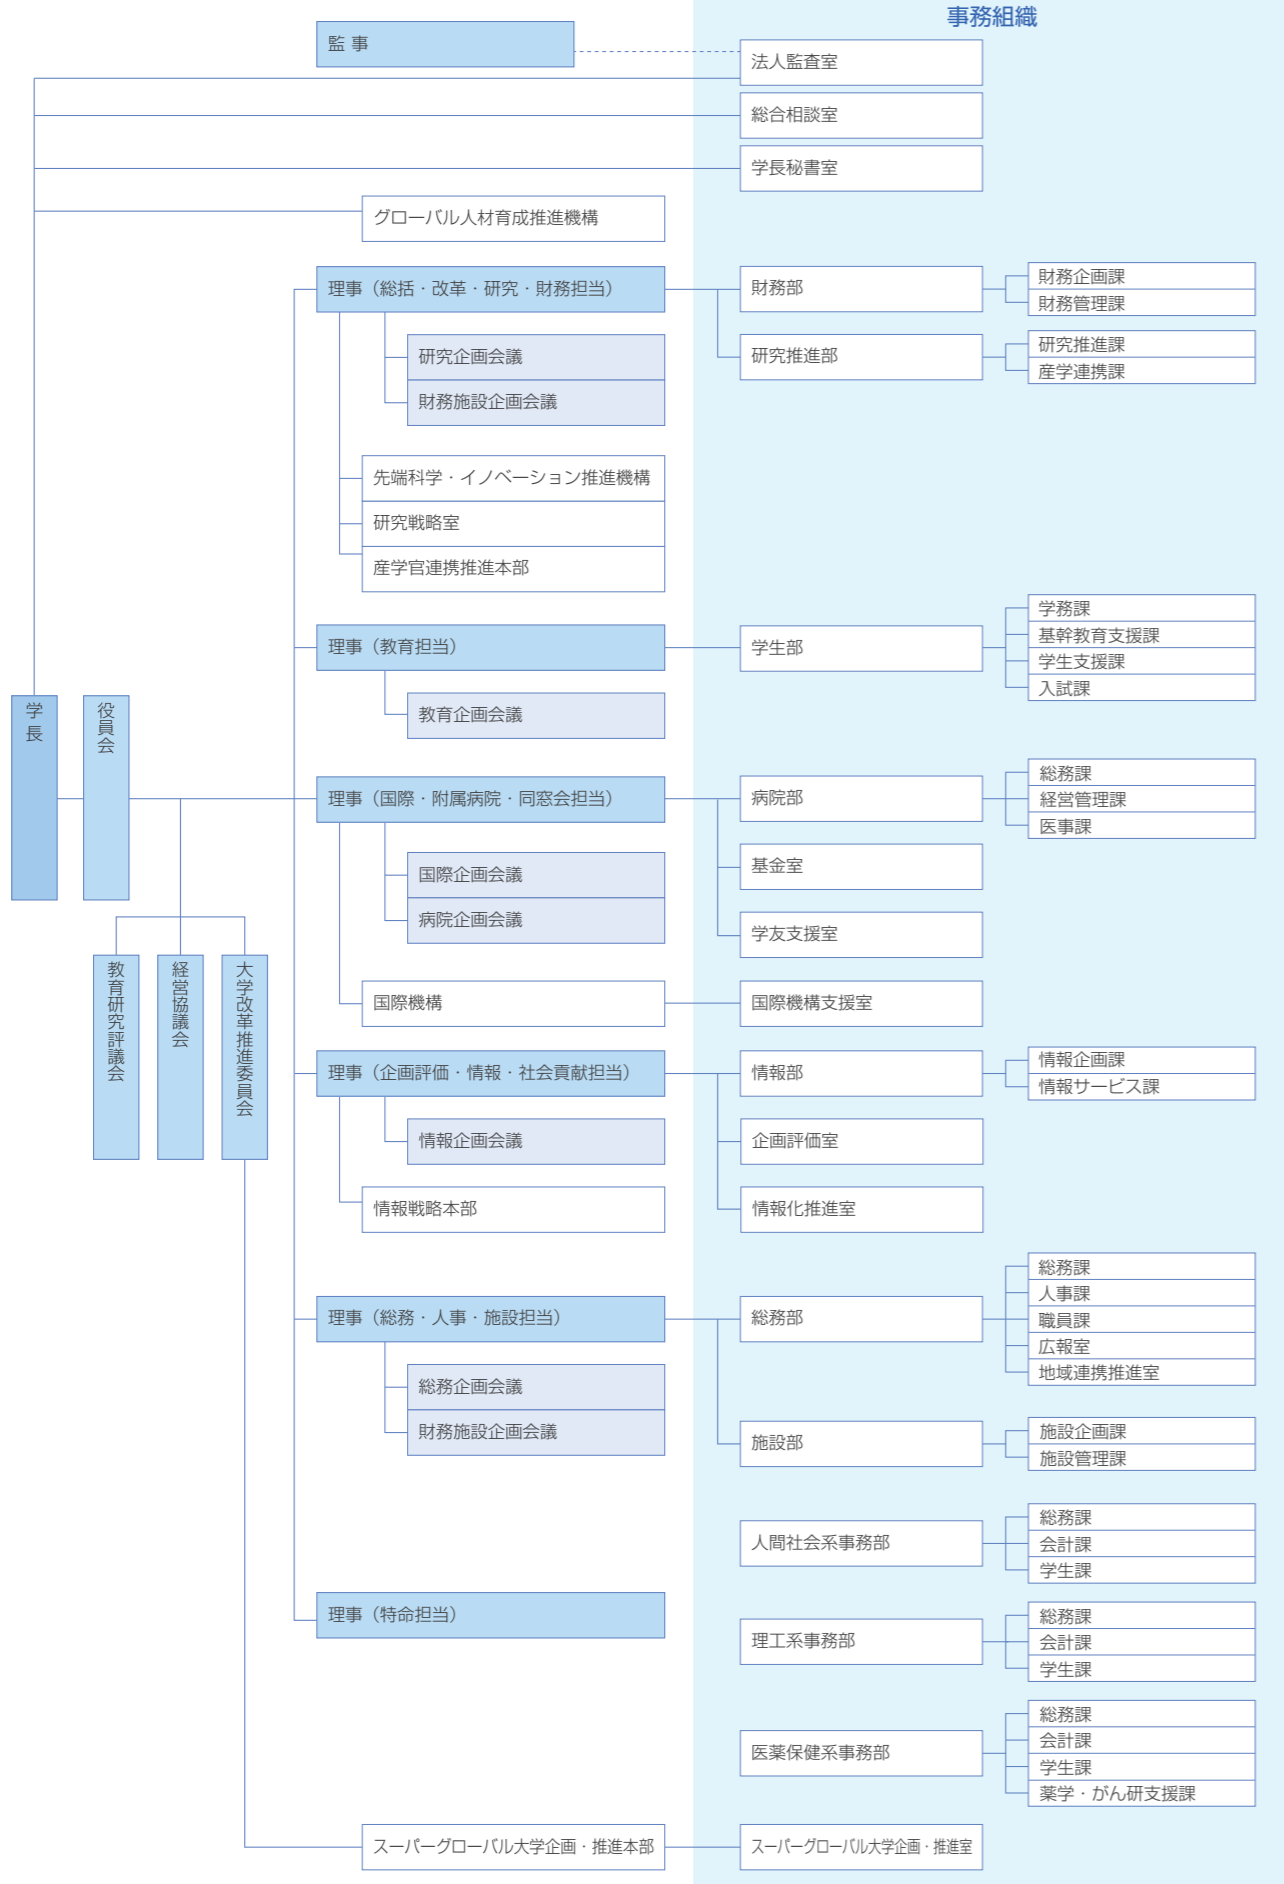 事務組織
監 事
法人監査室
総合相談室
学長秘書室
グローバル人材育成推進機構
理事（総括・改革・研究・財務担当）
財務部
財務企画課
財務管理課
研究企画会議
財務施設企画会議
研究推進部
研究推進課
産学連携課
先端科学・イノベーション推進機構
研究戦略室
産学官連携推進本部
理事（教育担当）
学生部
学務課
基幹教育支援課
学生支援課
入試課
教育企画会議
学長
役員会
理事（国際・附属病院・同窓会担当）
病院部
総務課
経営管理課
医事課
国際企画会議
病院企画会議
基金室
学友支援室
国際機構
国際機構支援室
教育研究評議会
経営協議会
大学改革推進委員会
理事（企画評価・情報・社会貢献担当）
情報部
情報企画課
情報サービス課
情報企画会議
企画評価室
情報戦略本部
情報化推進室
理事（総務・人事・施設担当）
総務部
総務課
人事課
職員課
広報室
地域連携推進室
総務企画会議
財務施設企画会議
施設部
施設企画課
施設管理課
人間社会系事務部
総務課
会計課
学生課
理事（特命担当）
理工系事務部
総務課
会計課
学生課
医薬保健系事務部
総務課
会計課
学生課
薬学・がん研支援課
スーパーグローバル大学企画・推進本部
スーパーグローバル大学企画・推進室